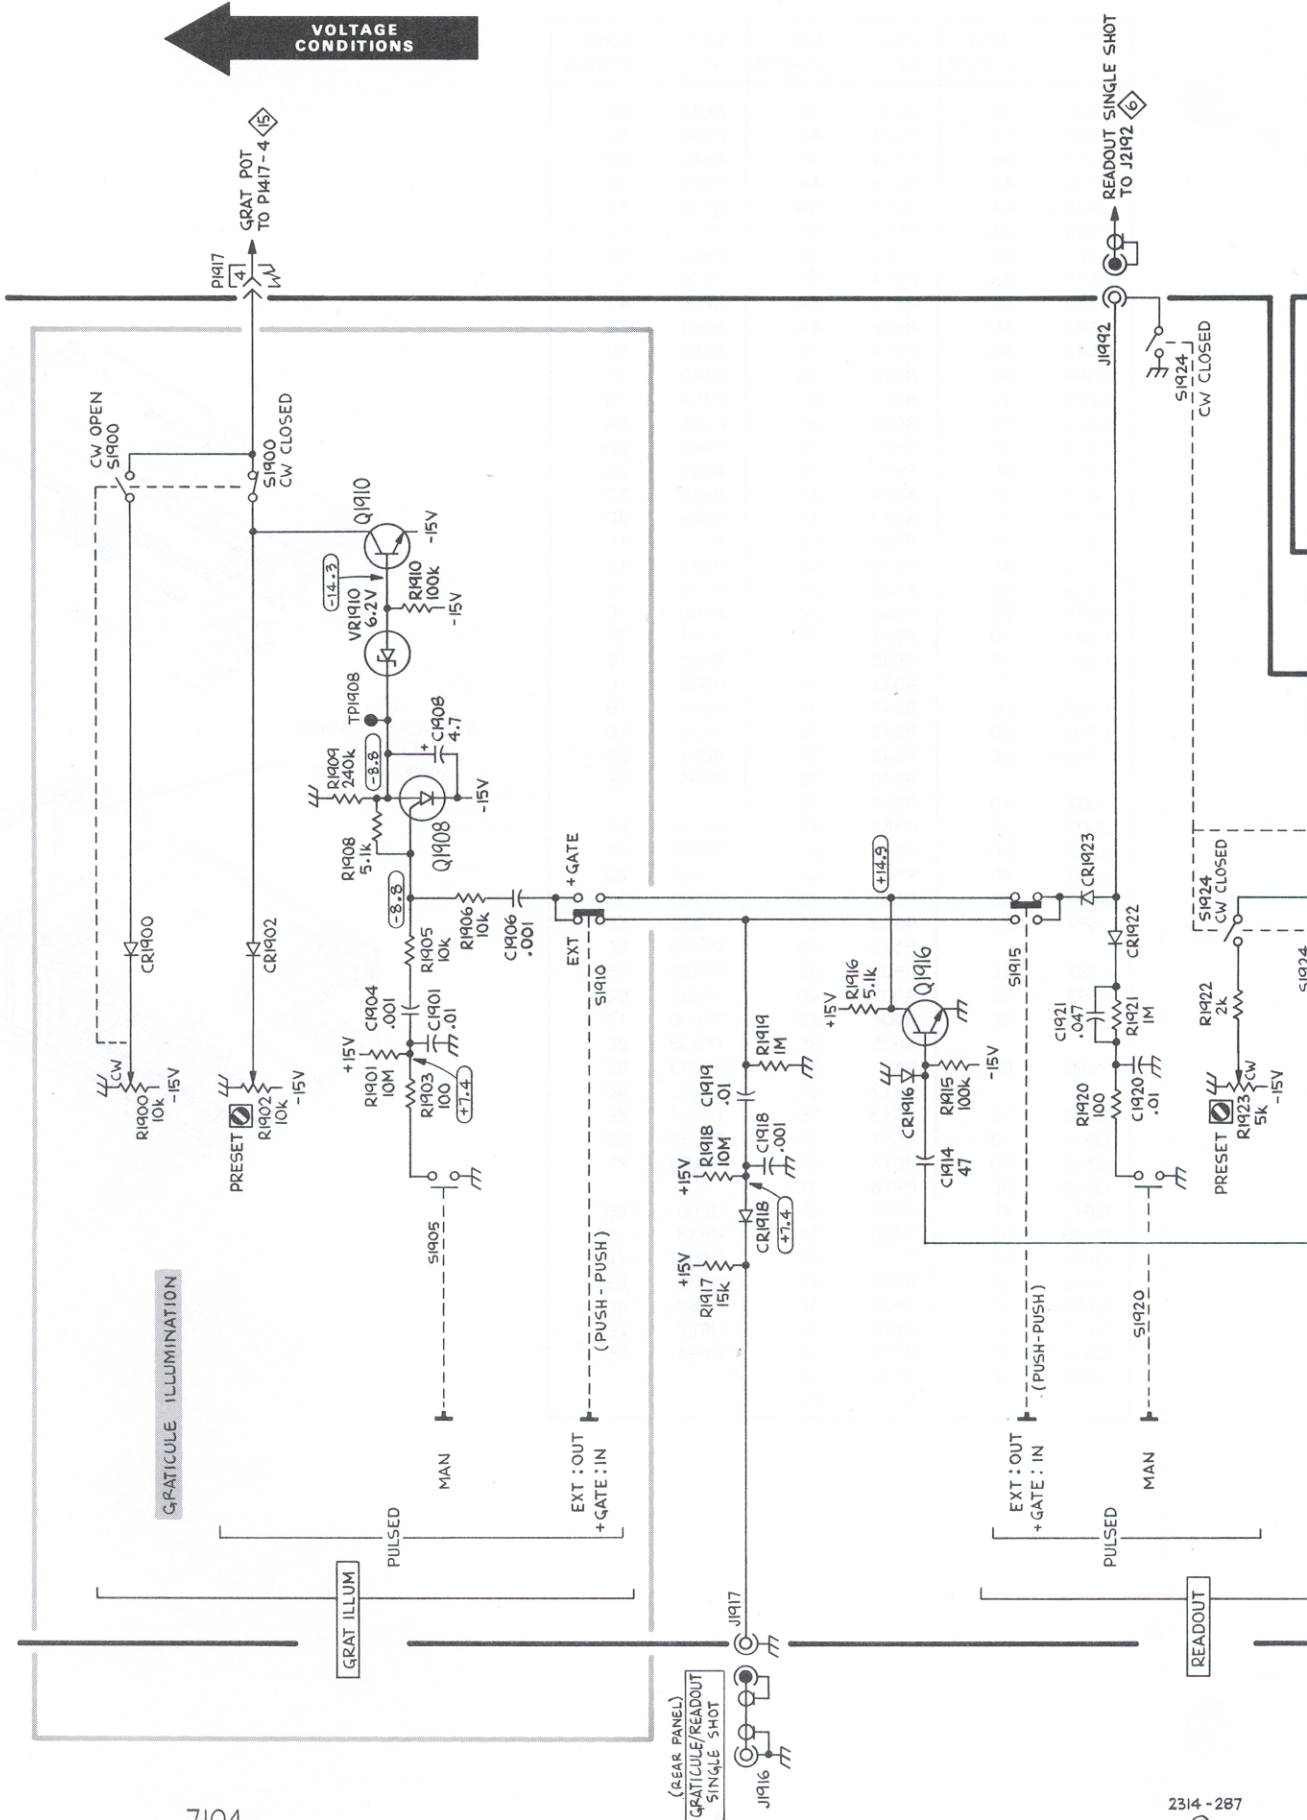 VOLTAGE
CONDITIONS
GRAT POT
TO P1417-4 15
P1917
4
READOUT SINGLE SHOT
TO J2192 6
J1992
S1924
CW CLOSED
CW OPEN
S1900
S1900
CW CLOSED
Q1910
-15V
-14.3
R1910
100k
-15V
VR1910
6.2V
TP1908
+
C1908
4.7
-8.8
R1909
240k
-15V
Q1908
R1908
5.1k
-8.8
CR1900
CR1902
R1905
10k
R1906
10k
C1906
.001
+GATE
EXT
S1910
C1904
.001
C1901
.01
+15V
R1901
10M
R1903
100
+7.4
CW
R1900
10k
-15V
PRESET
R1902
10k
-15V
S1905
(PUSH-PUSH)
GRATICULE ILLUMINATION
MAN
EXT : OUT
+GATE : IN
PULSED
GRAT ILLUM
+14.9
+15V
R1916
5.1k
Q1916
CR1916
R1915
100k
-15V
C1914
47
R1919
1M
C1919
.01
+15V
R1918
10M
C1918
.001
CR1918
+7.4
+15V
R1917
15k
J1917
(REAR PANEL)
GRATICULE/READOUT
SINGLE SHOT
J1916
S1915
CR1923
CR1922
C1921
.047
R1921
1M
R1920
100
C1920
.01
S1924
CW CLOSED
S1924
R1922
2k
CW
PRESET
R1923
5k
-15V
(PUSH-PUSH)
S1920
EXT : OUT
+GATE : IN
MAN
PULSED
READOUT
7104
2314-287